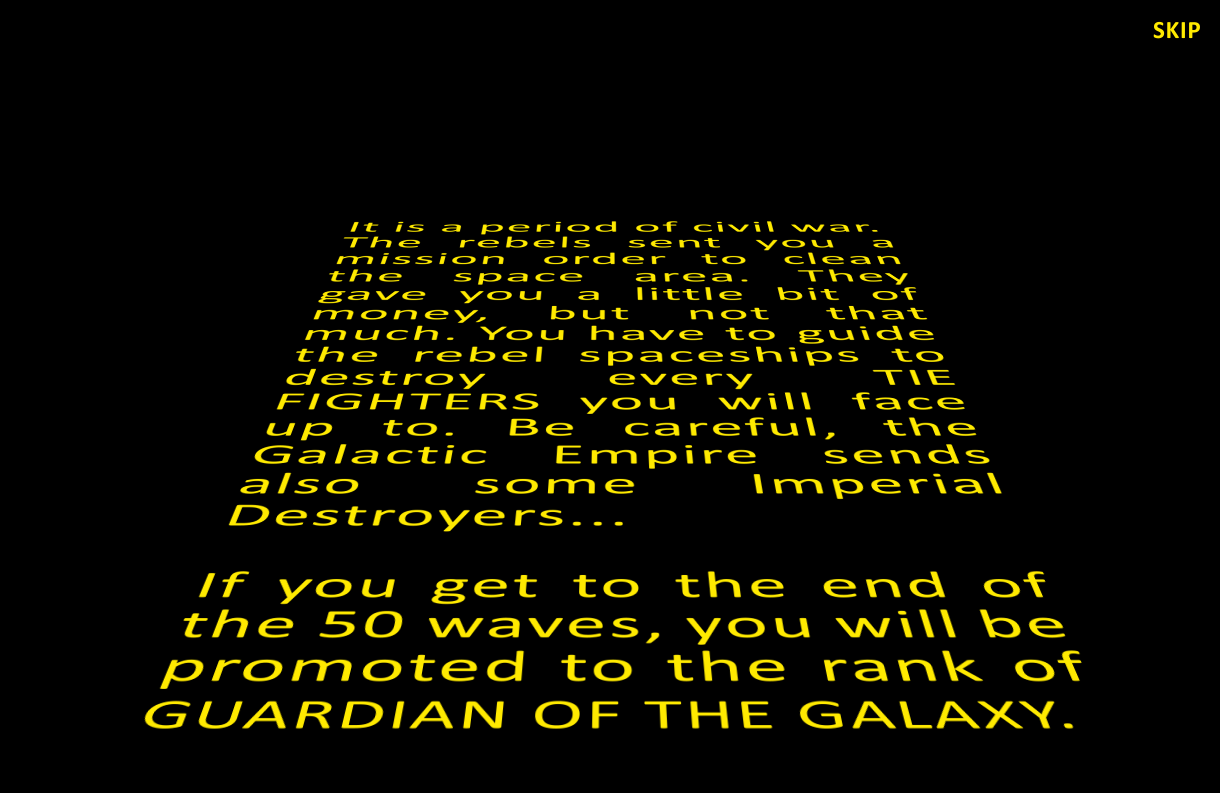 SKIP
It is a period of civil war.
The rebels sent you a
mission order to clean
the space area. They
gave you a little bit of
money, but not that
much. You have to guide
the rebel spaceships to
destroy every TIE
FIGHTERS you will face
up to. Be careful, the
Galactic Empire sends
also some Imperial
Destroyers...
If you get to the end of
the 50 waves, you will be
promoted to the rank of
GUARDIAN OF THE GALAXY.